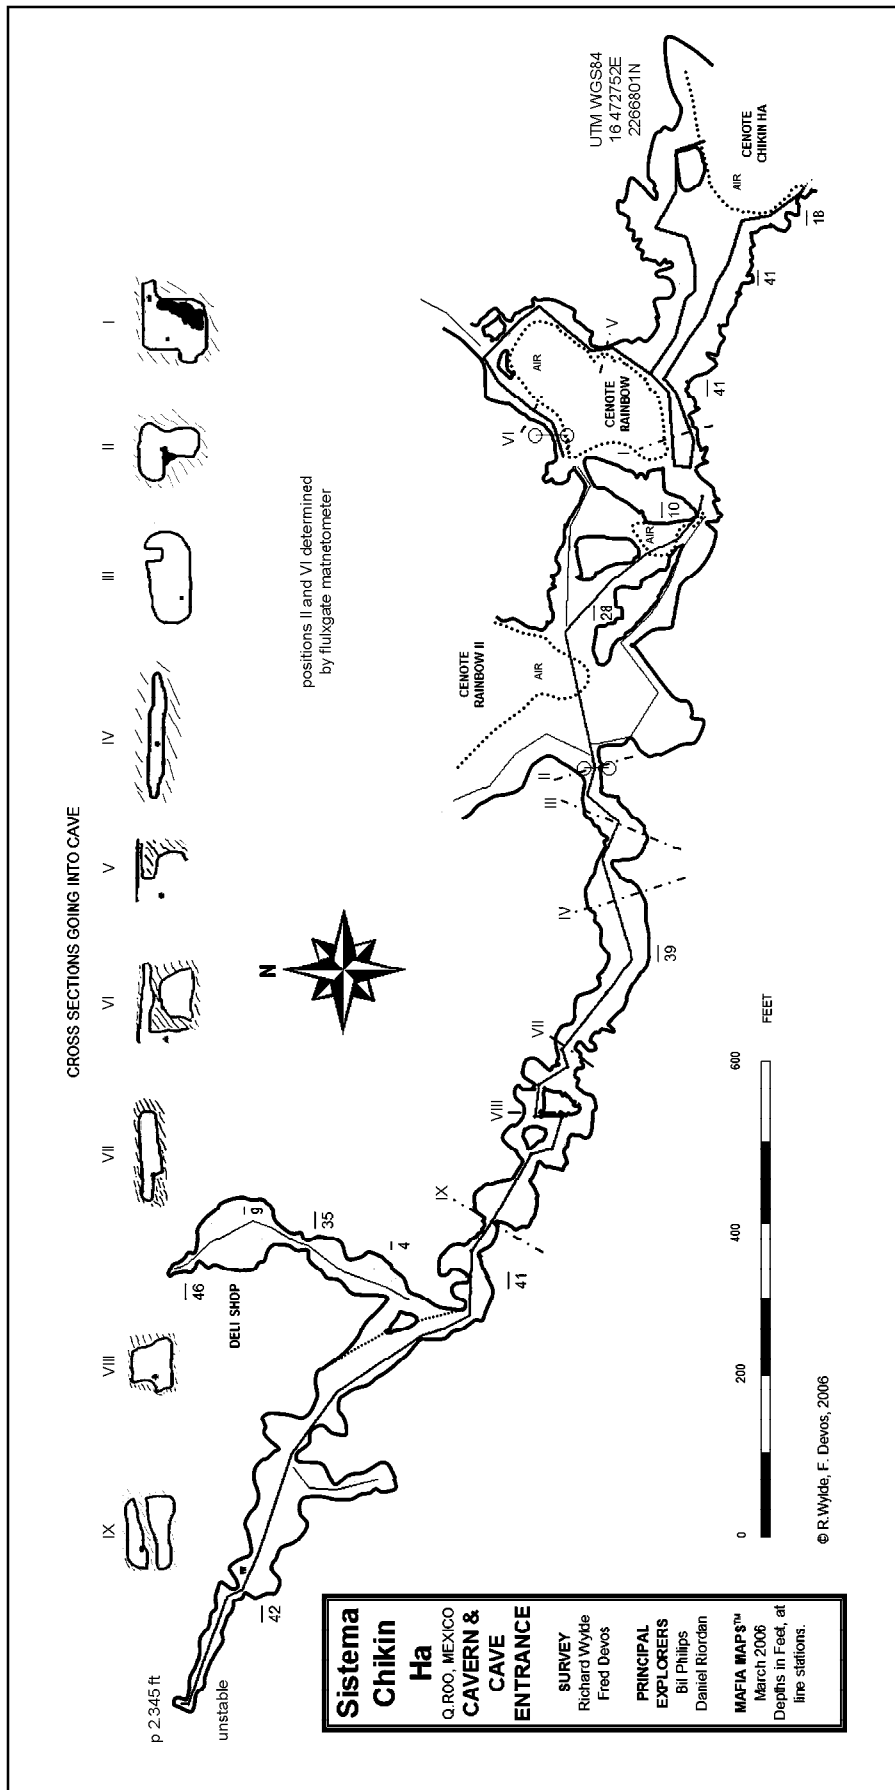 CROSS SECTIONS GOING INTO CAVE
IX
VIII
VII
VI
V
IV
III
II
I
p 2.345 ft
unstable
42
46
DELI SHOP
9
35
4
41
N
positions II and VI determined
by flulxgate matnetometer
IX
VIII
VII
39
IV
III
II
CENOTE
RAINBOW II
AIR
28
AIR
10
VI
I
CENOTE
RAINBOW
AIR
V
41
41
18
AIR
CENOTE
CHIKIN HA
UTM WGS84
16 472752E
2266801N
Sistema
Chikin
Ha
Q.ROO, MEXICO
CAVERN &
CAVE
ENTRANCE
SURVEY
Richard Wylde
Fred Devos
PRINCIPAL
EXPLORERS
Bil Philips
Daniel Riordan
MAFIA MAPS™
March 2006
Depths in Feet, at
line stations.
0
200
400
600
FEET
© R.Wylde, F. Devos, 2006